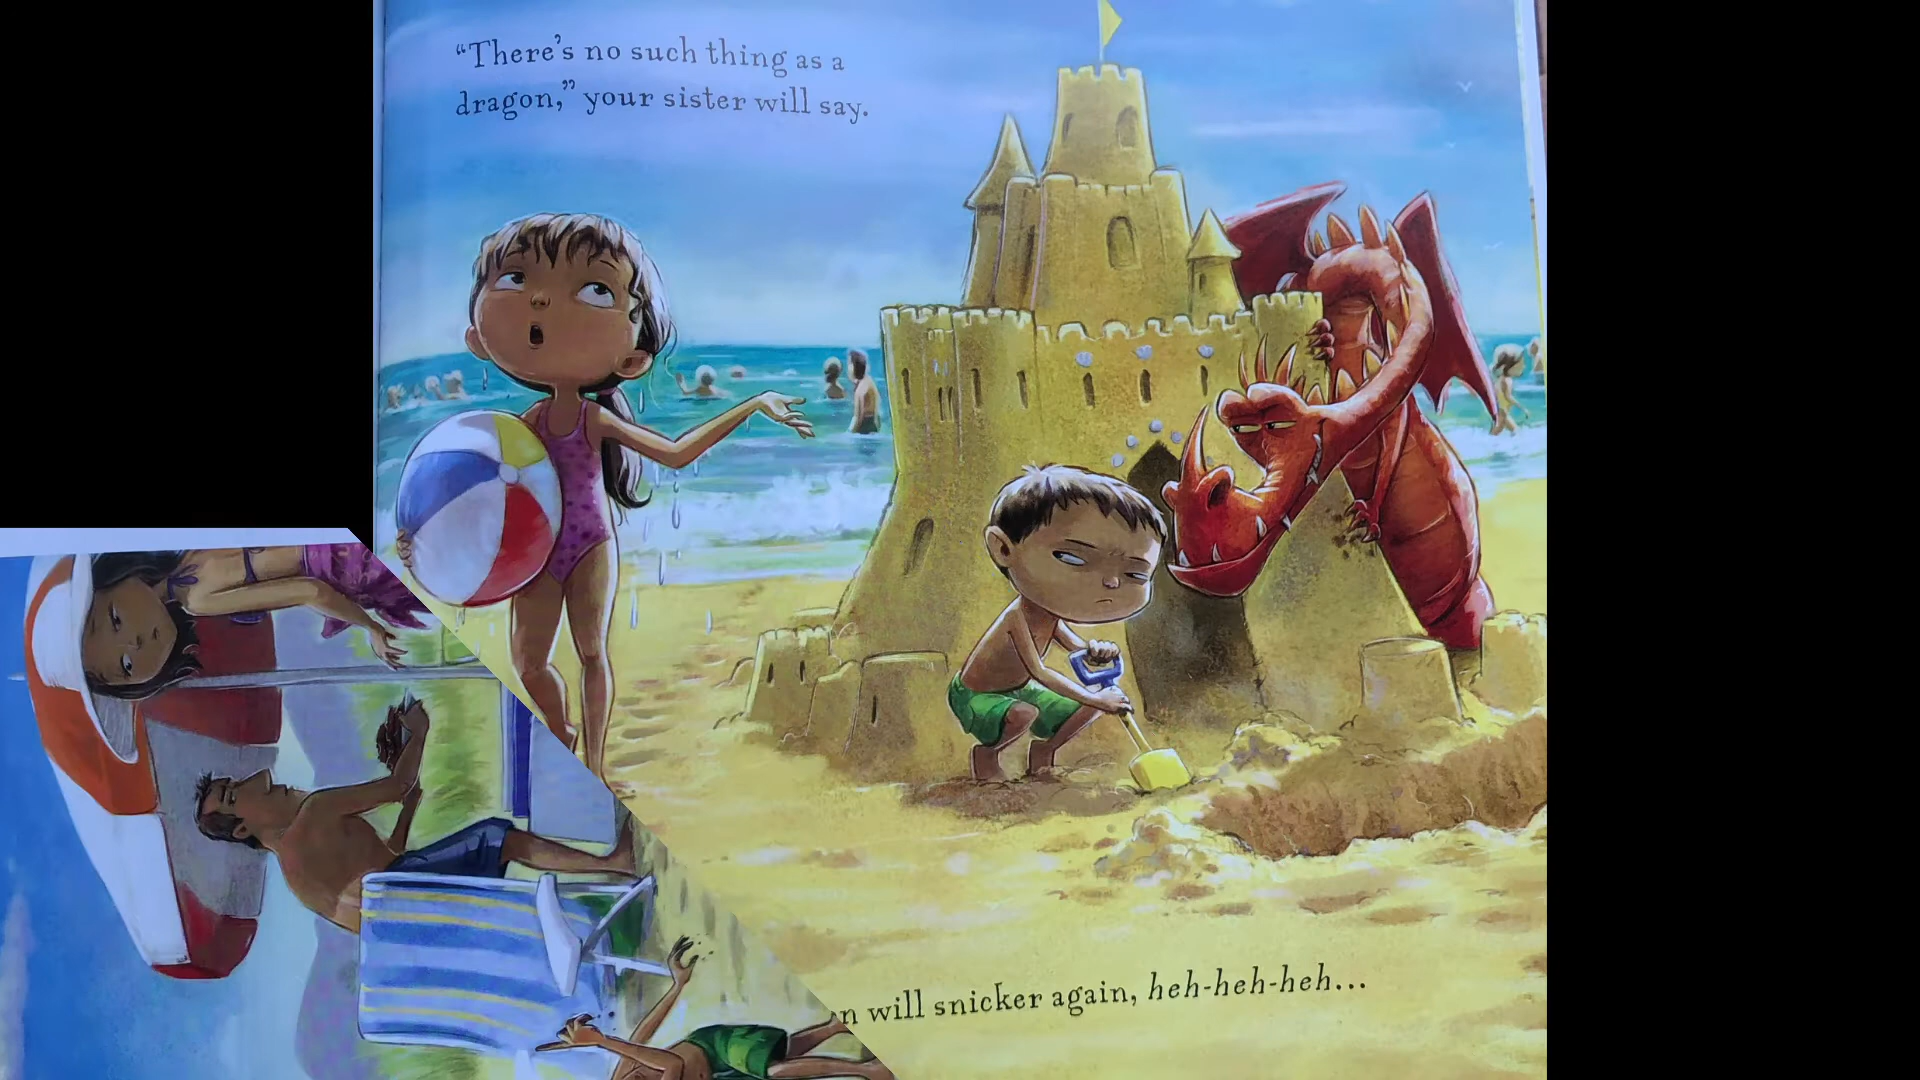 “There’s no such thing as a
dragon,” your sister will say.
will snicker again, heh-heh-heh...